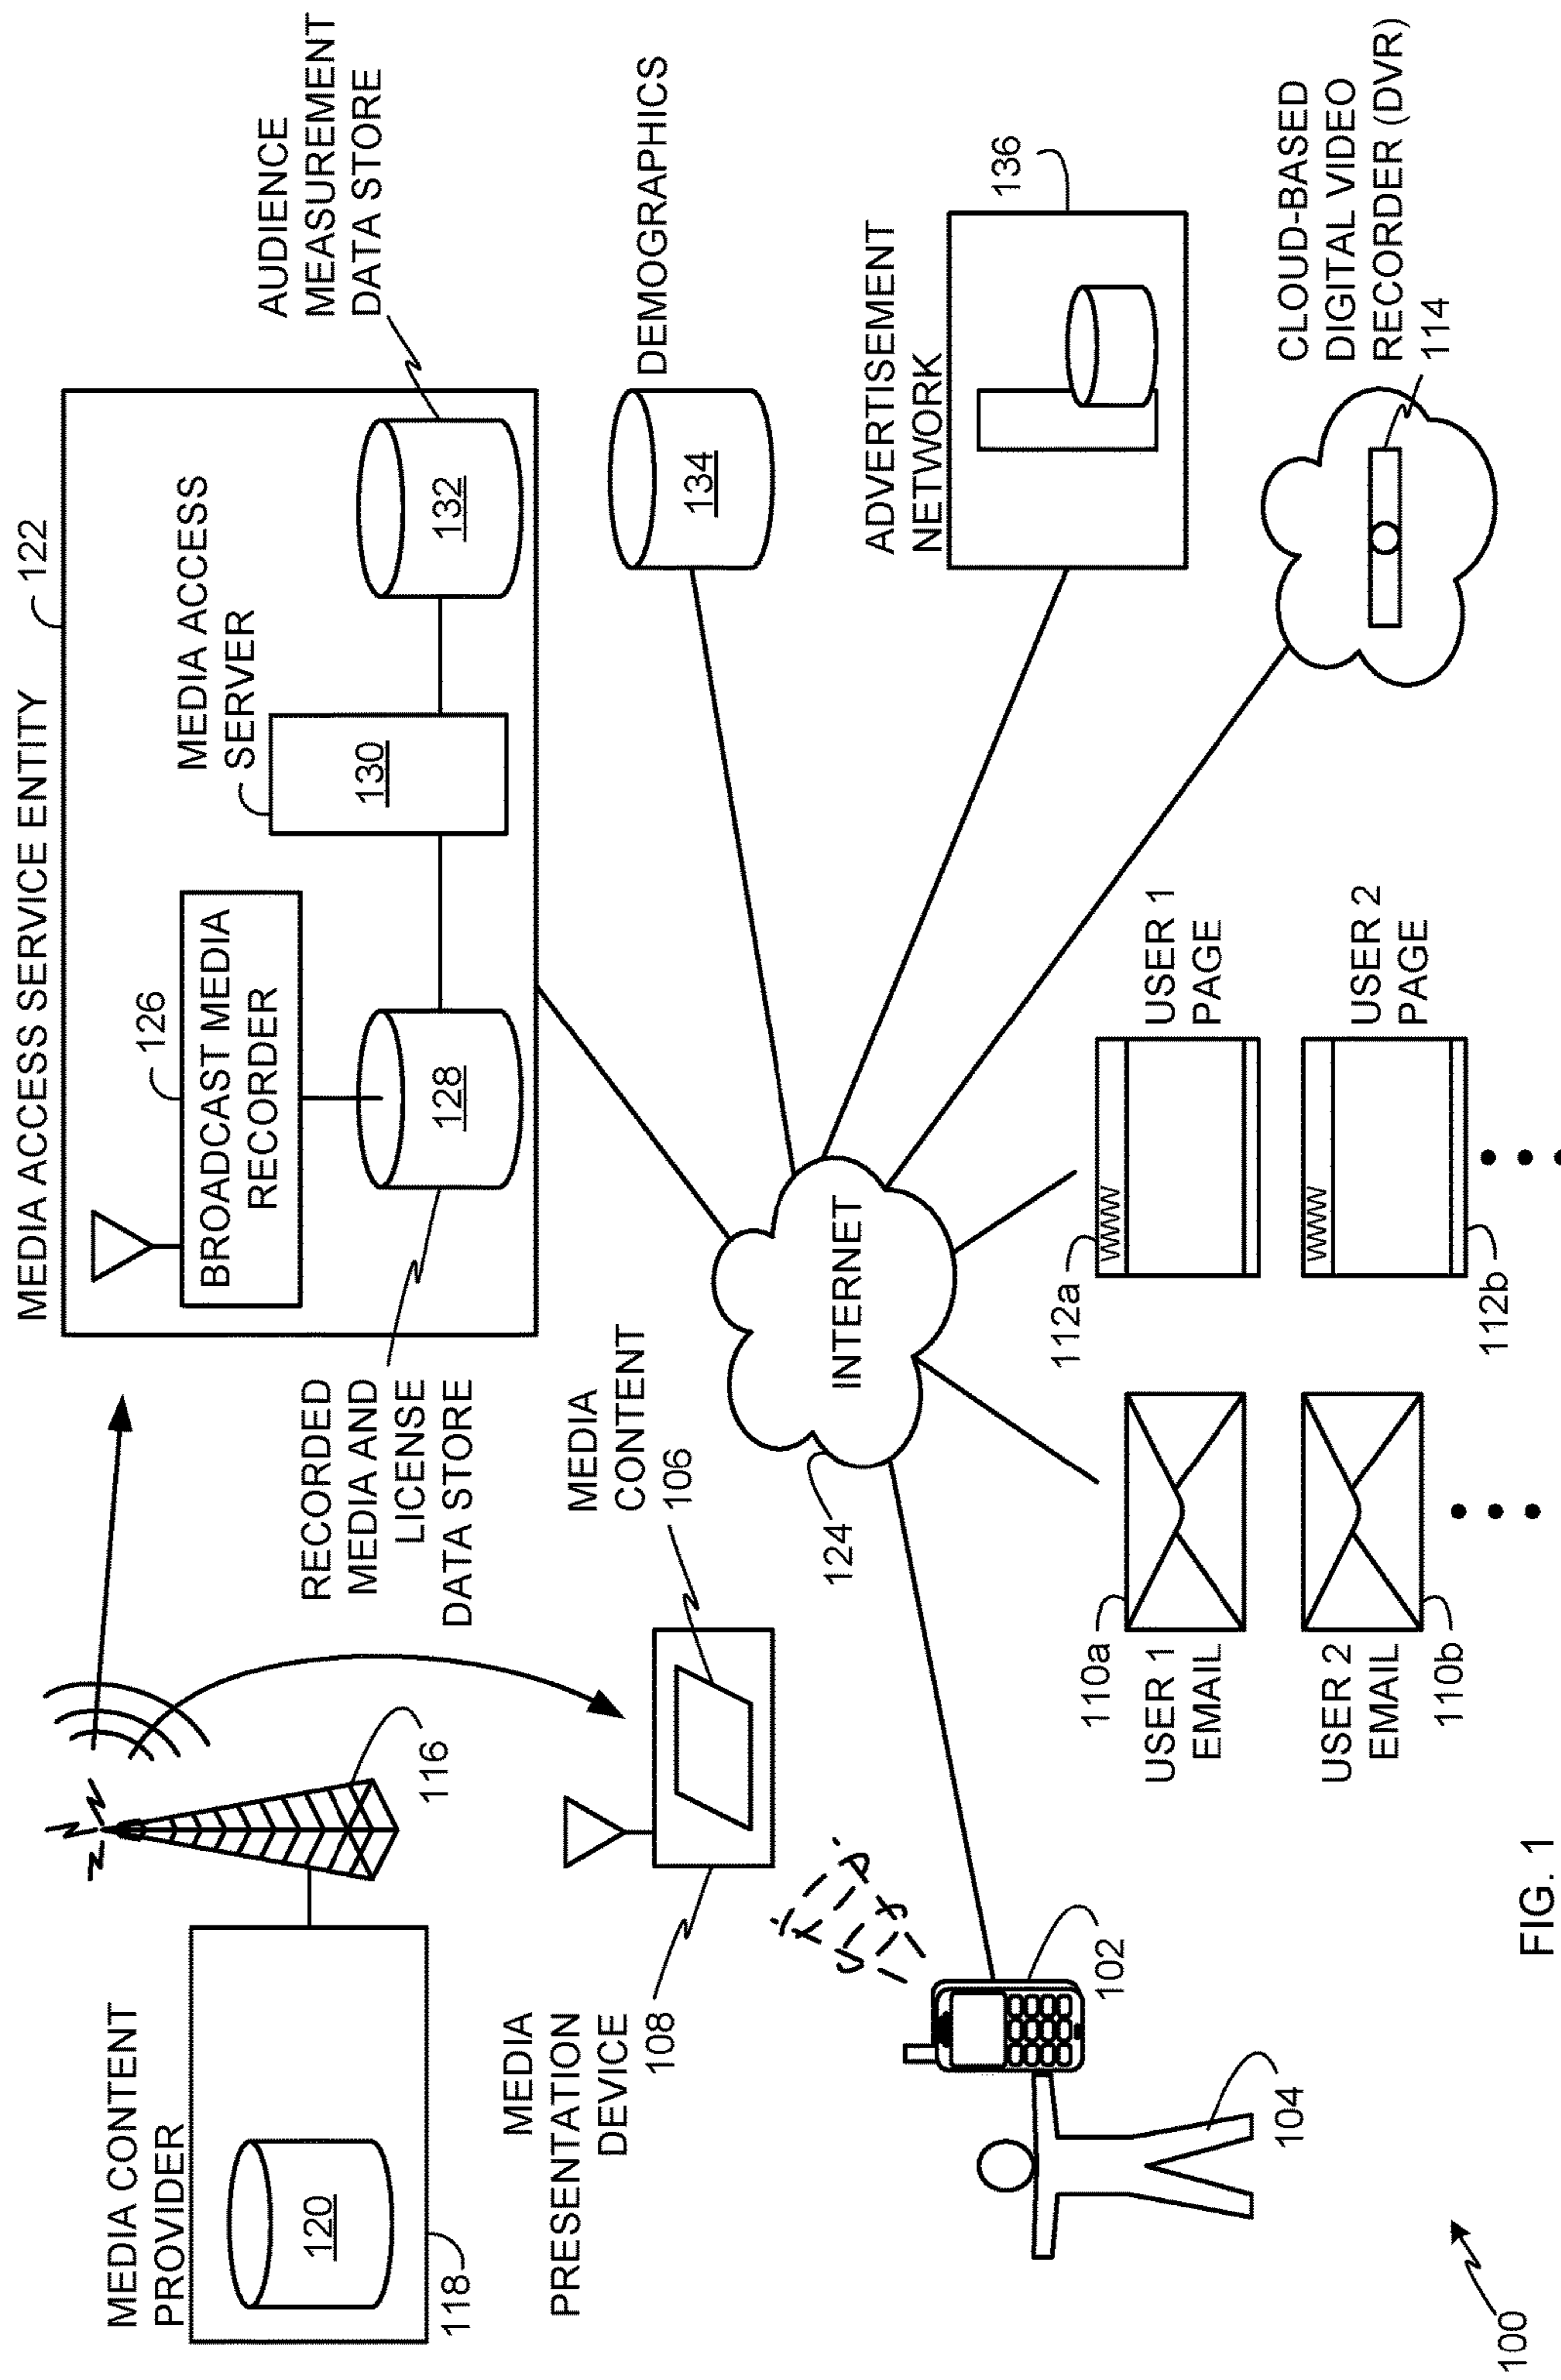 MEDIA ACCESS SERVICE ENTITY
122
MEDIA CONTENT
PROVIDER
120
118
116
126
BROADCAST MEDIA
RECORDER
MEDIA ACCESS
SERVER
130
128
132
AUDIENCE
MEASUREMENT
DATA STORE
RECORDED
MEDIA AND
LICENSE
DATA STORE
MEDIA
PRESENTATION
DEVICE
108
MEDIA
CONTENT
106
134
DEMOGRAPHICS
INTERNET
124
ADVERTISEMENT
NETWORK
136
102
104
110a
USER 1
EMAIL
USER 2
EMAIL
110b
112a
WWW
USER 1
PAGE
WWW
USER 2
PAGE
112b
CLOUD-BASED
DIGITAL VIDEO
RECORDER (DVR)
114
100
FIG. 1